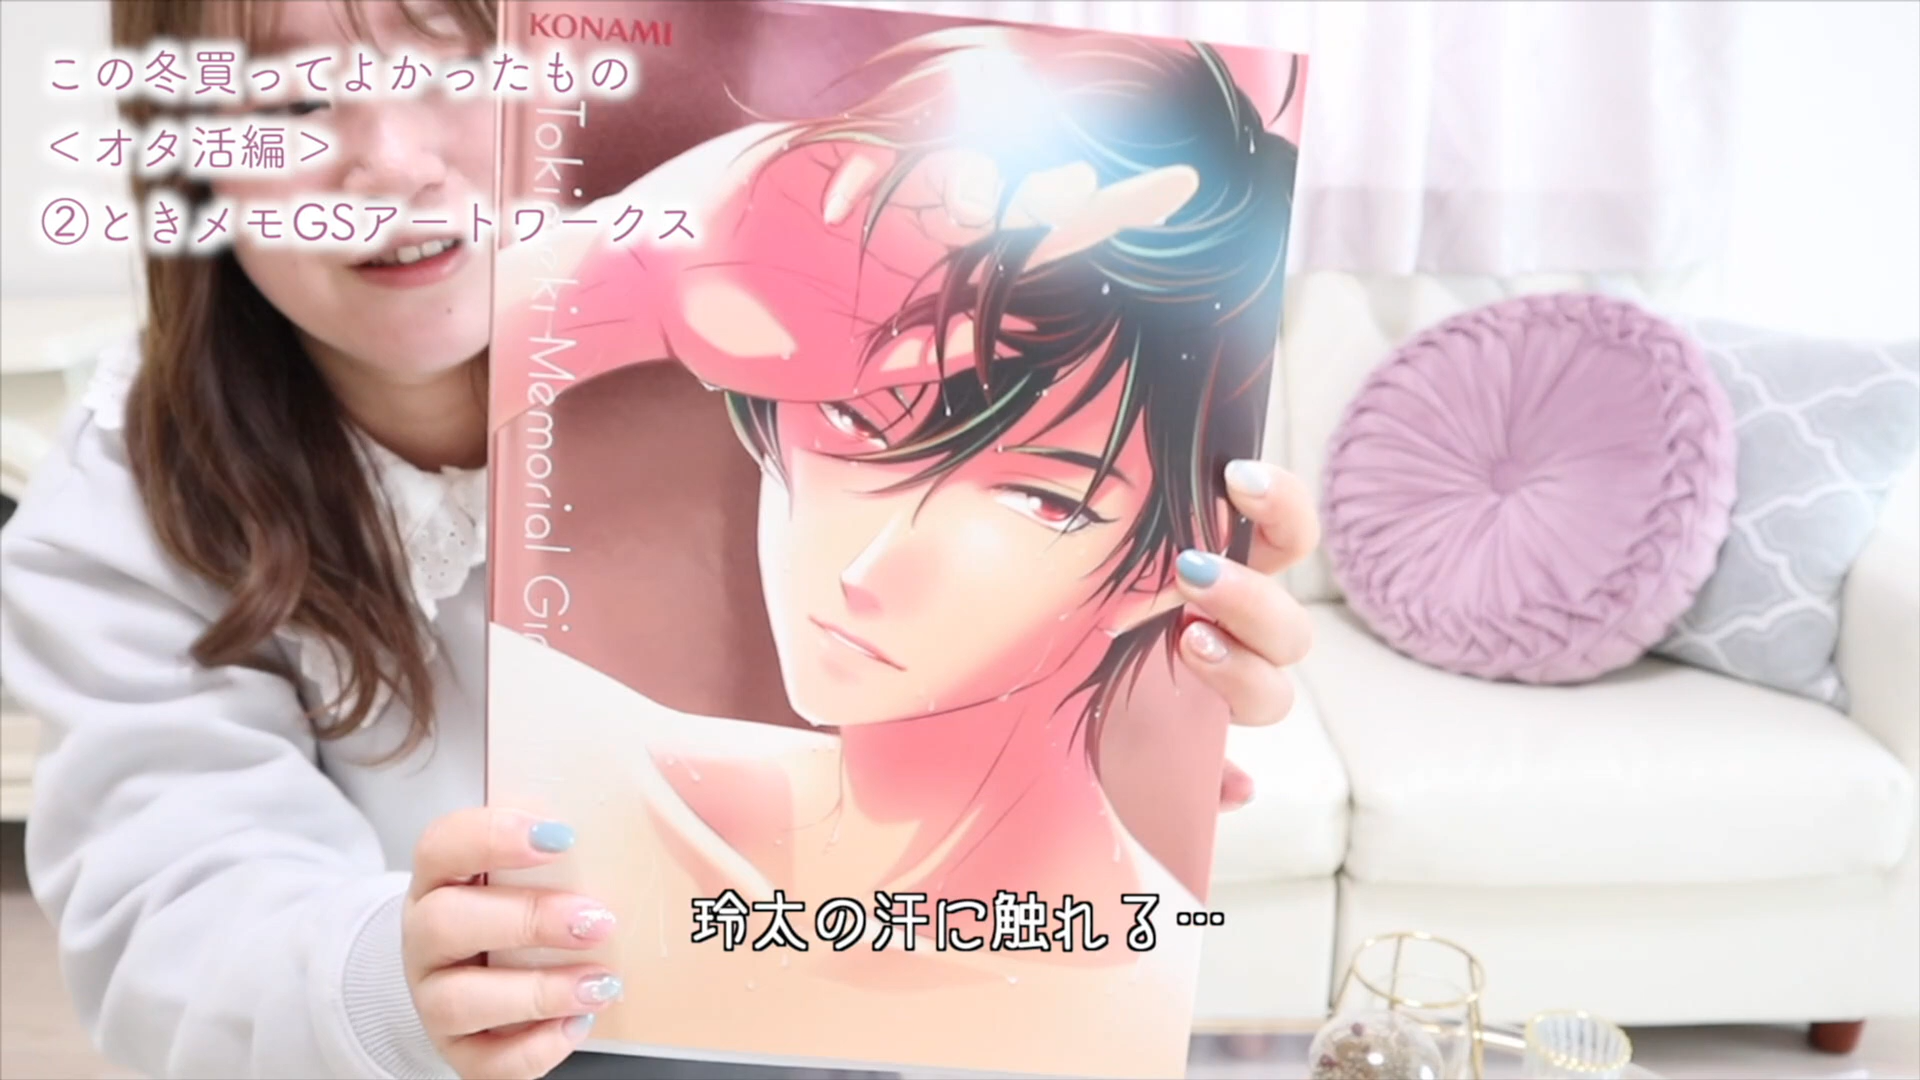 この冬買ってよかったもの
＜オタ活編＞
②ときメモGSアートワークス
KONAMI
Tokimeki Memorial Gir
玲太の汗に触れる…